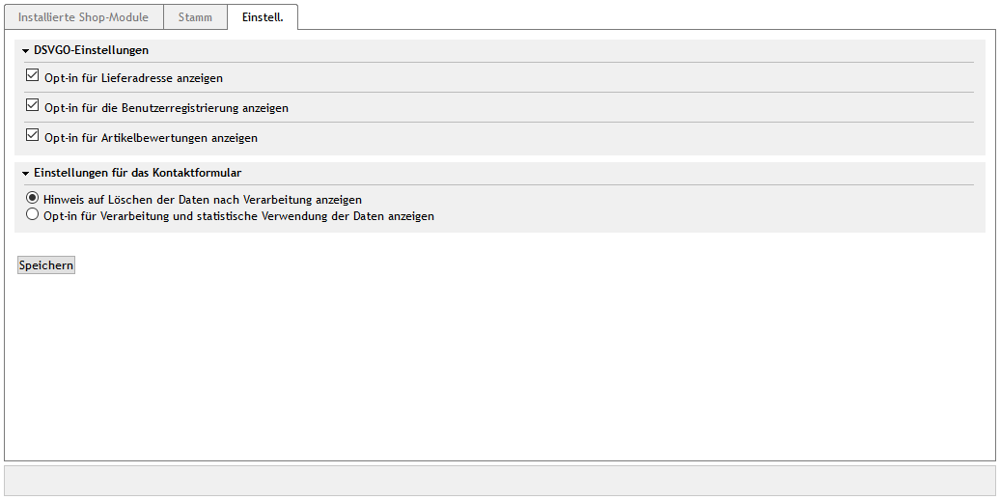 Installierte Shop-Module
Stamm
Einstell.
DSVGO-Einstellungen
Opt-in für Lieferadresse anzeigen
Opt-in für die Benutzerregistrierung anzeigen
Opt-in für Artikelbewertungen anzeigen
Einstellungen für das Kontaktformular
Hinweis auf Löschen der Daten nach Verarbeitung anzeigen
Opt-in für Verarbeitung und statistische Verwendung der Daten anzeigen
Speichern